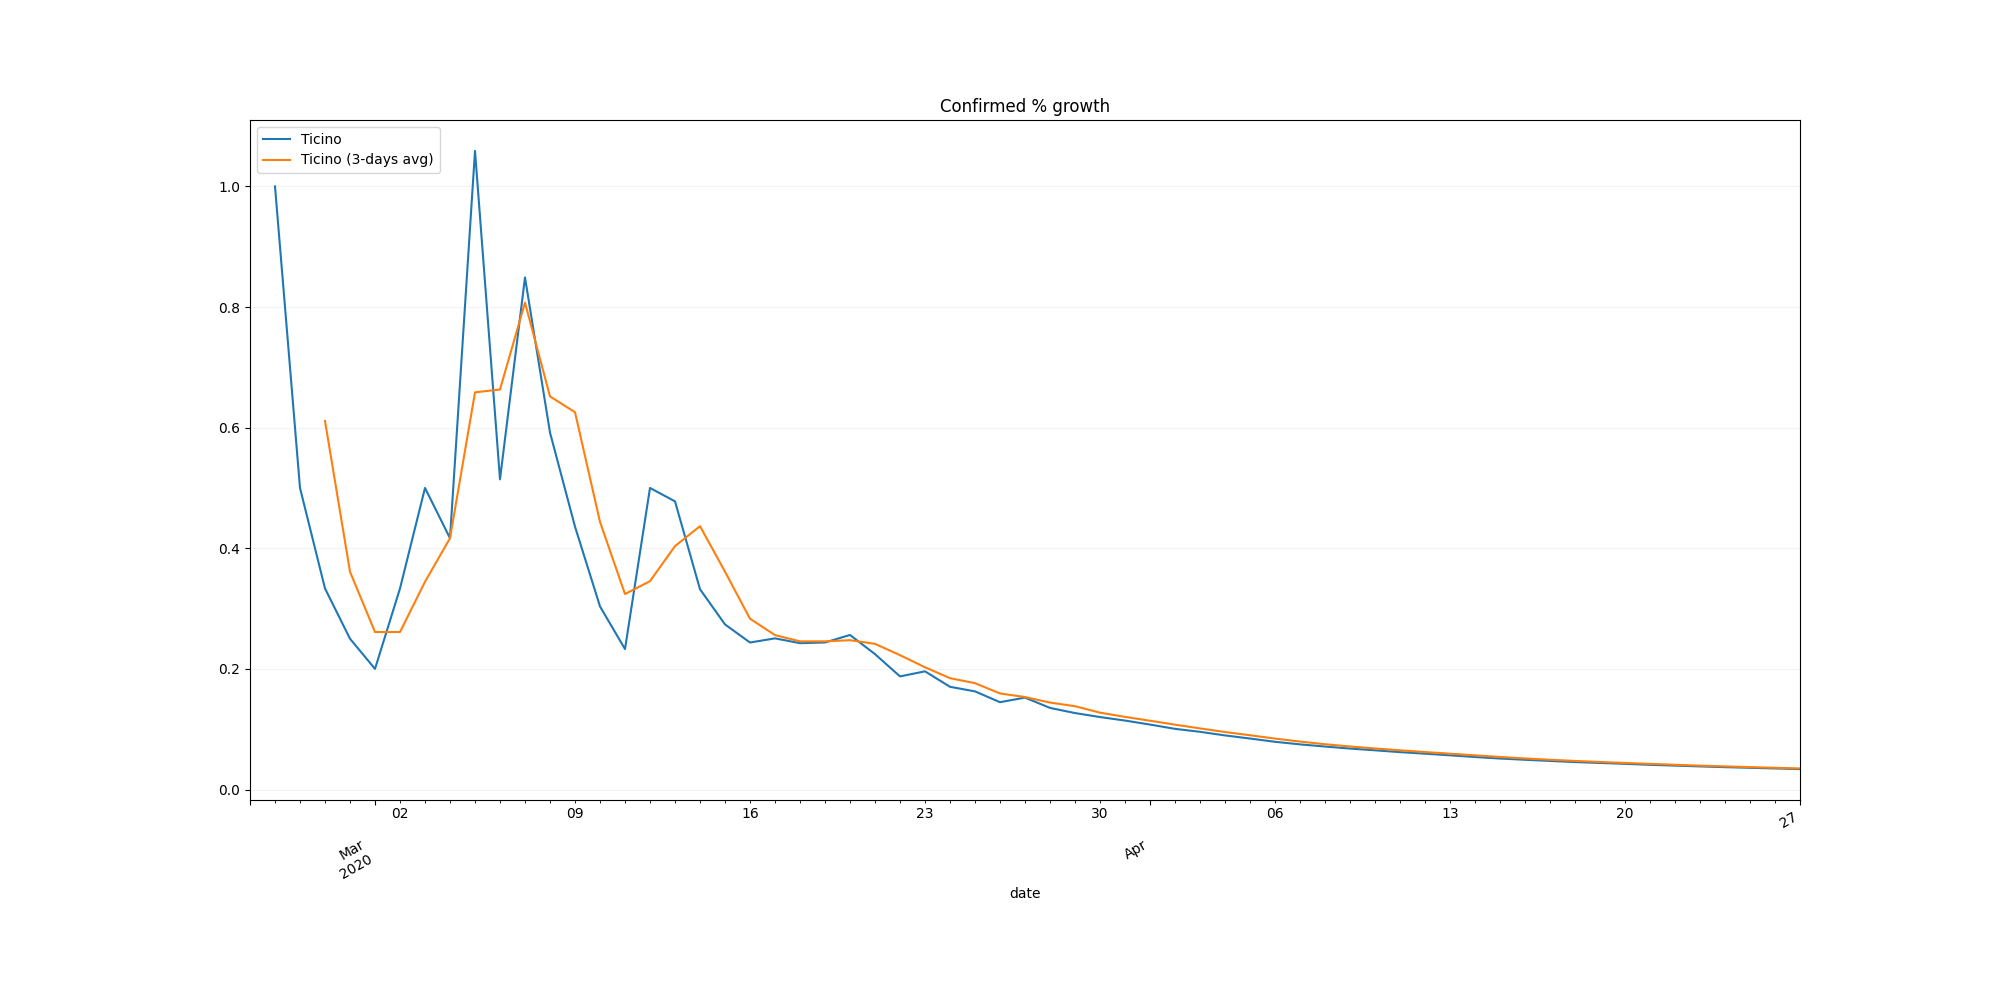 Confirmed % growth
Ticino
Ticino (3-days avg)
1.0
0.8
0.6
0.4
0.2
0.0
02 09 16 23 30 06 13 20 27
Mar Apr
2020
date